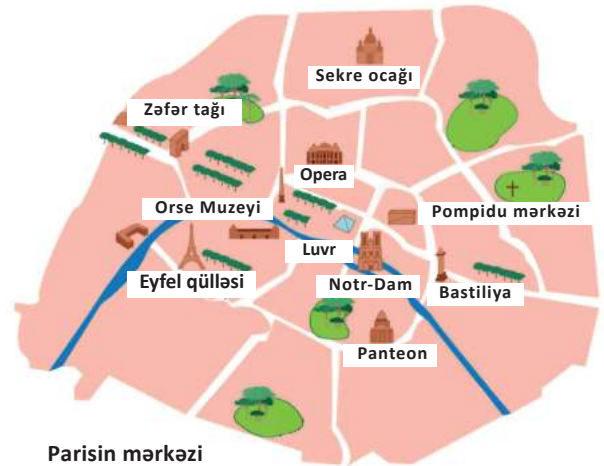 Sekre ocağı
Zəfər tağı
Opera
Orse Muzeyi
Pompidu mərkəzi
Luvr
Eyfel qülləsi
Notr-Dam
Bastiliya
Panteon
Parisin mərkəzi